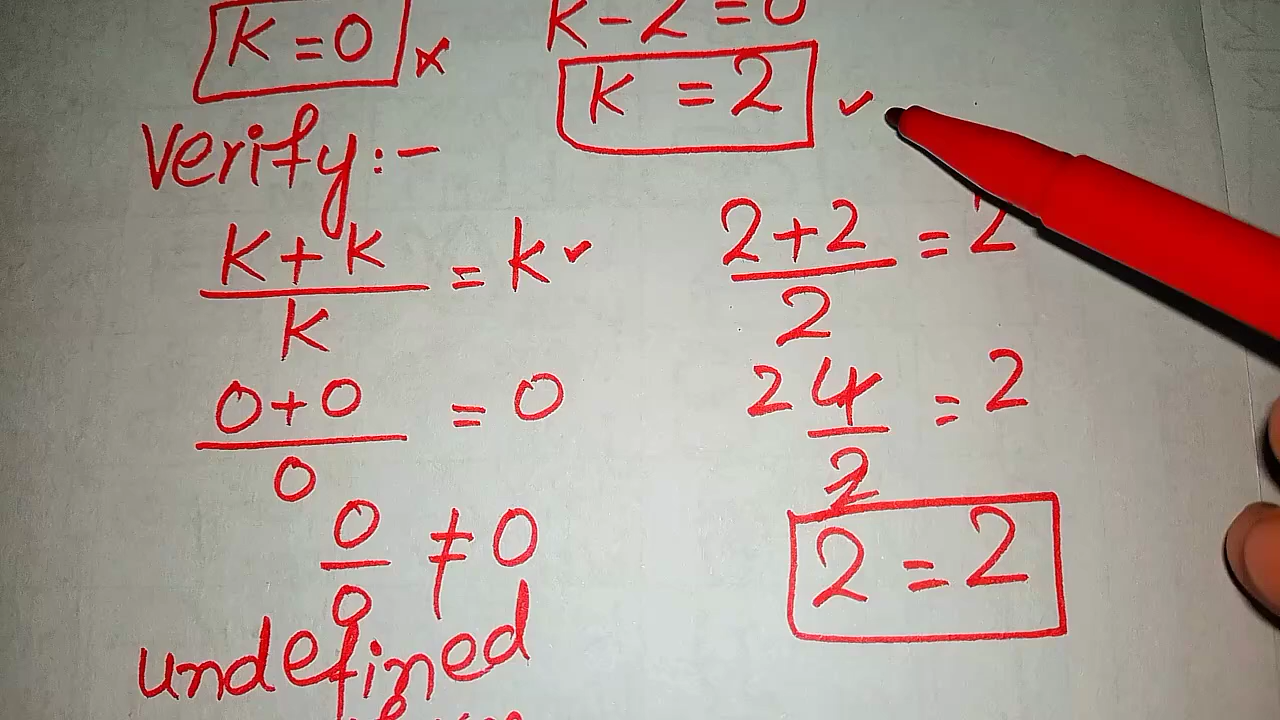 K = 0 ×
K - 2 = 0
K = 2 ✓
Verify:-
K + K / K = K ✓
0 + 0 / 0 = 0
0 / 0 ≠ 0
undefined
2 + 2 / 2 = 2
2 4 / 2 = 2
2 = 2